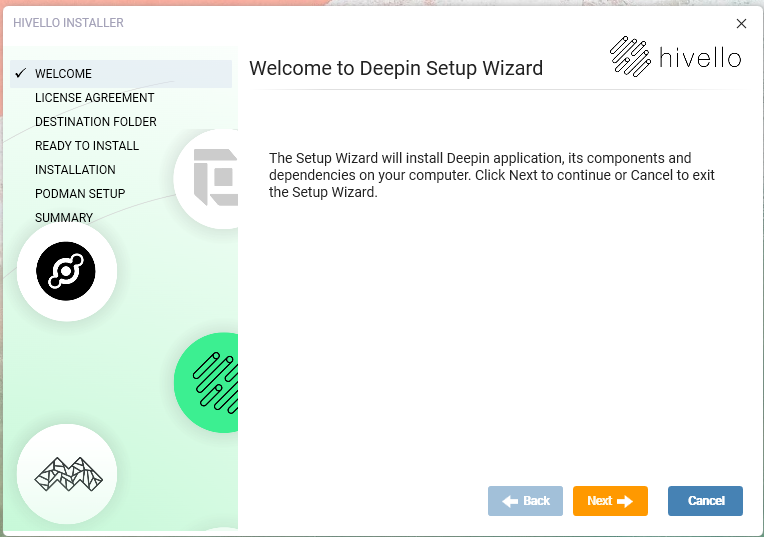 HIVELLO INSTALLER
hivello
Welcome to Deepin Setup Wizard
WELCOME
LICENSE AGREEMENT
DESTINATION FOLDER
READY TO INSTALL
INSTALLATION
PODMAN SETUP
SUMMARY
The Setup Wizard will install Deepin application, its components and
dependencies on your computer. Click Next to continue or Cancel to exit
the Setup Wizard.
Back
Next
Cancel